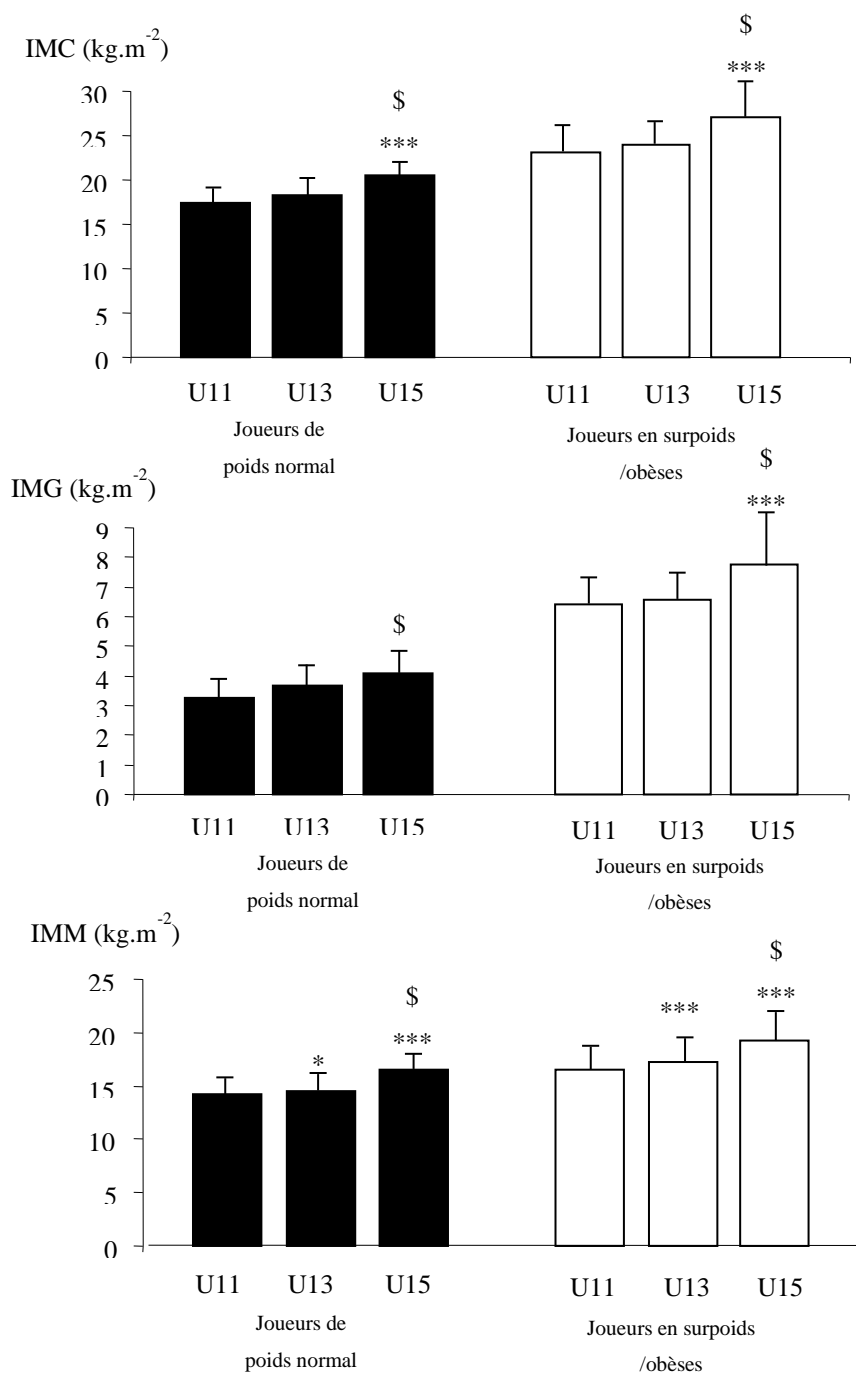 IMC (kg.m-2)
$ ***
$ ***
30
25
20
15
10
5
0
U11 U13 U15 U11 U13 U15
Joueurs de
poids normal
Joueurs en surpoids
/obèses
IMG (kg.m-2)
$
$ ***
9
8
7
6
5
4
3
2
1
0
U11 U13 U15 U11 U13 U15
Joueurs de
poids normal
Joueurs en surpoids
/obèses
IMM (kg.m-2)
* $ ***
*** $ ***
25
20
15
10
5
0
U11 U13 U15 U11 U13 U15
Joueurs de
poids normal
Joueurs en surpoids
/obèses